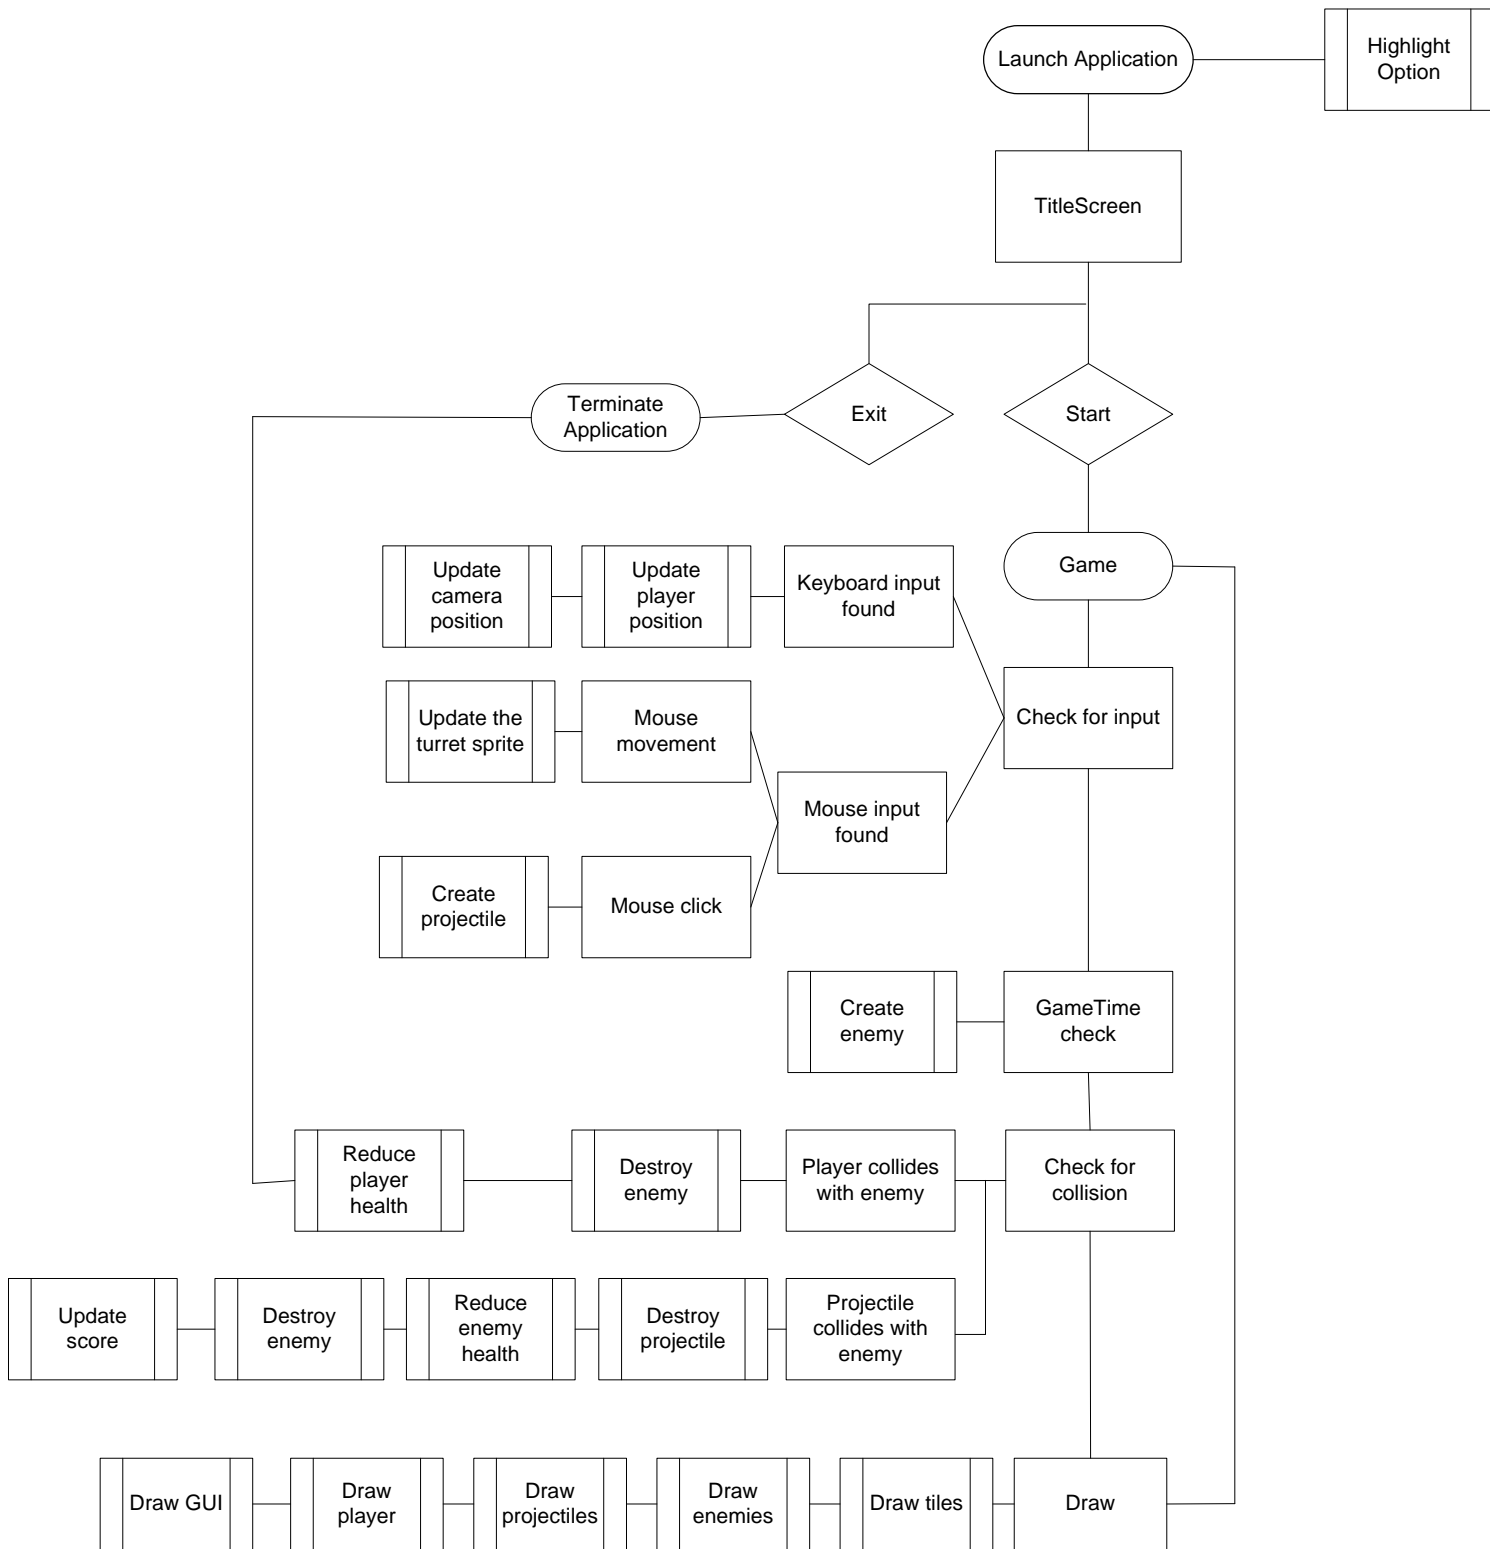 Launch Application
Highlight
Option
TitleScreen
Terminate
Application
Exit
Start
Update
camera
position
Update
player
position
Keyboard input
found
Game
Update the
turret sprite
Mouse
movement
Check for input
Mouse input
found
Create
projectile
Mouse click
Create
enemy
GameTime
check
Reduce
player
health
Destroy
enemy
Player collides
with enemy
Check for
collision
Update
score
Destroy
enemy
Reduce
enemy
health
Destroy
projectile
Projectile
collides with
enemy
Draw GUI
Draw
player
Draw
projectiles
Draw
enemies
Draw tiles
Draw